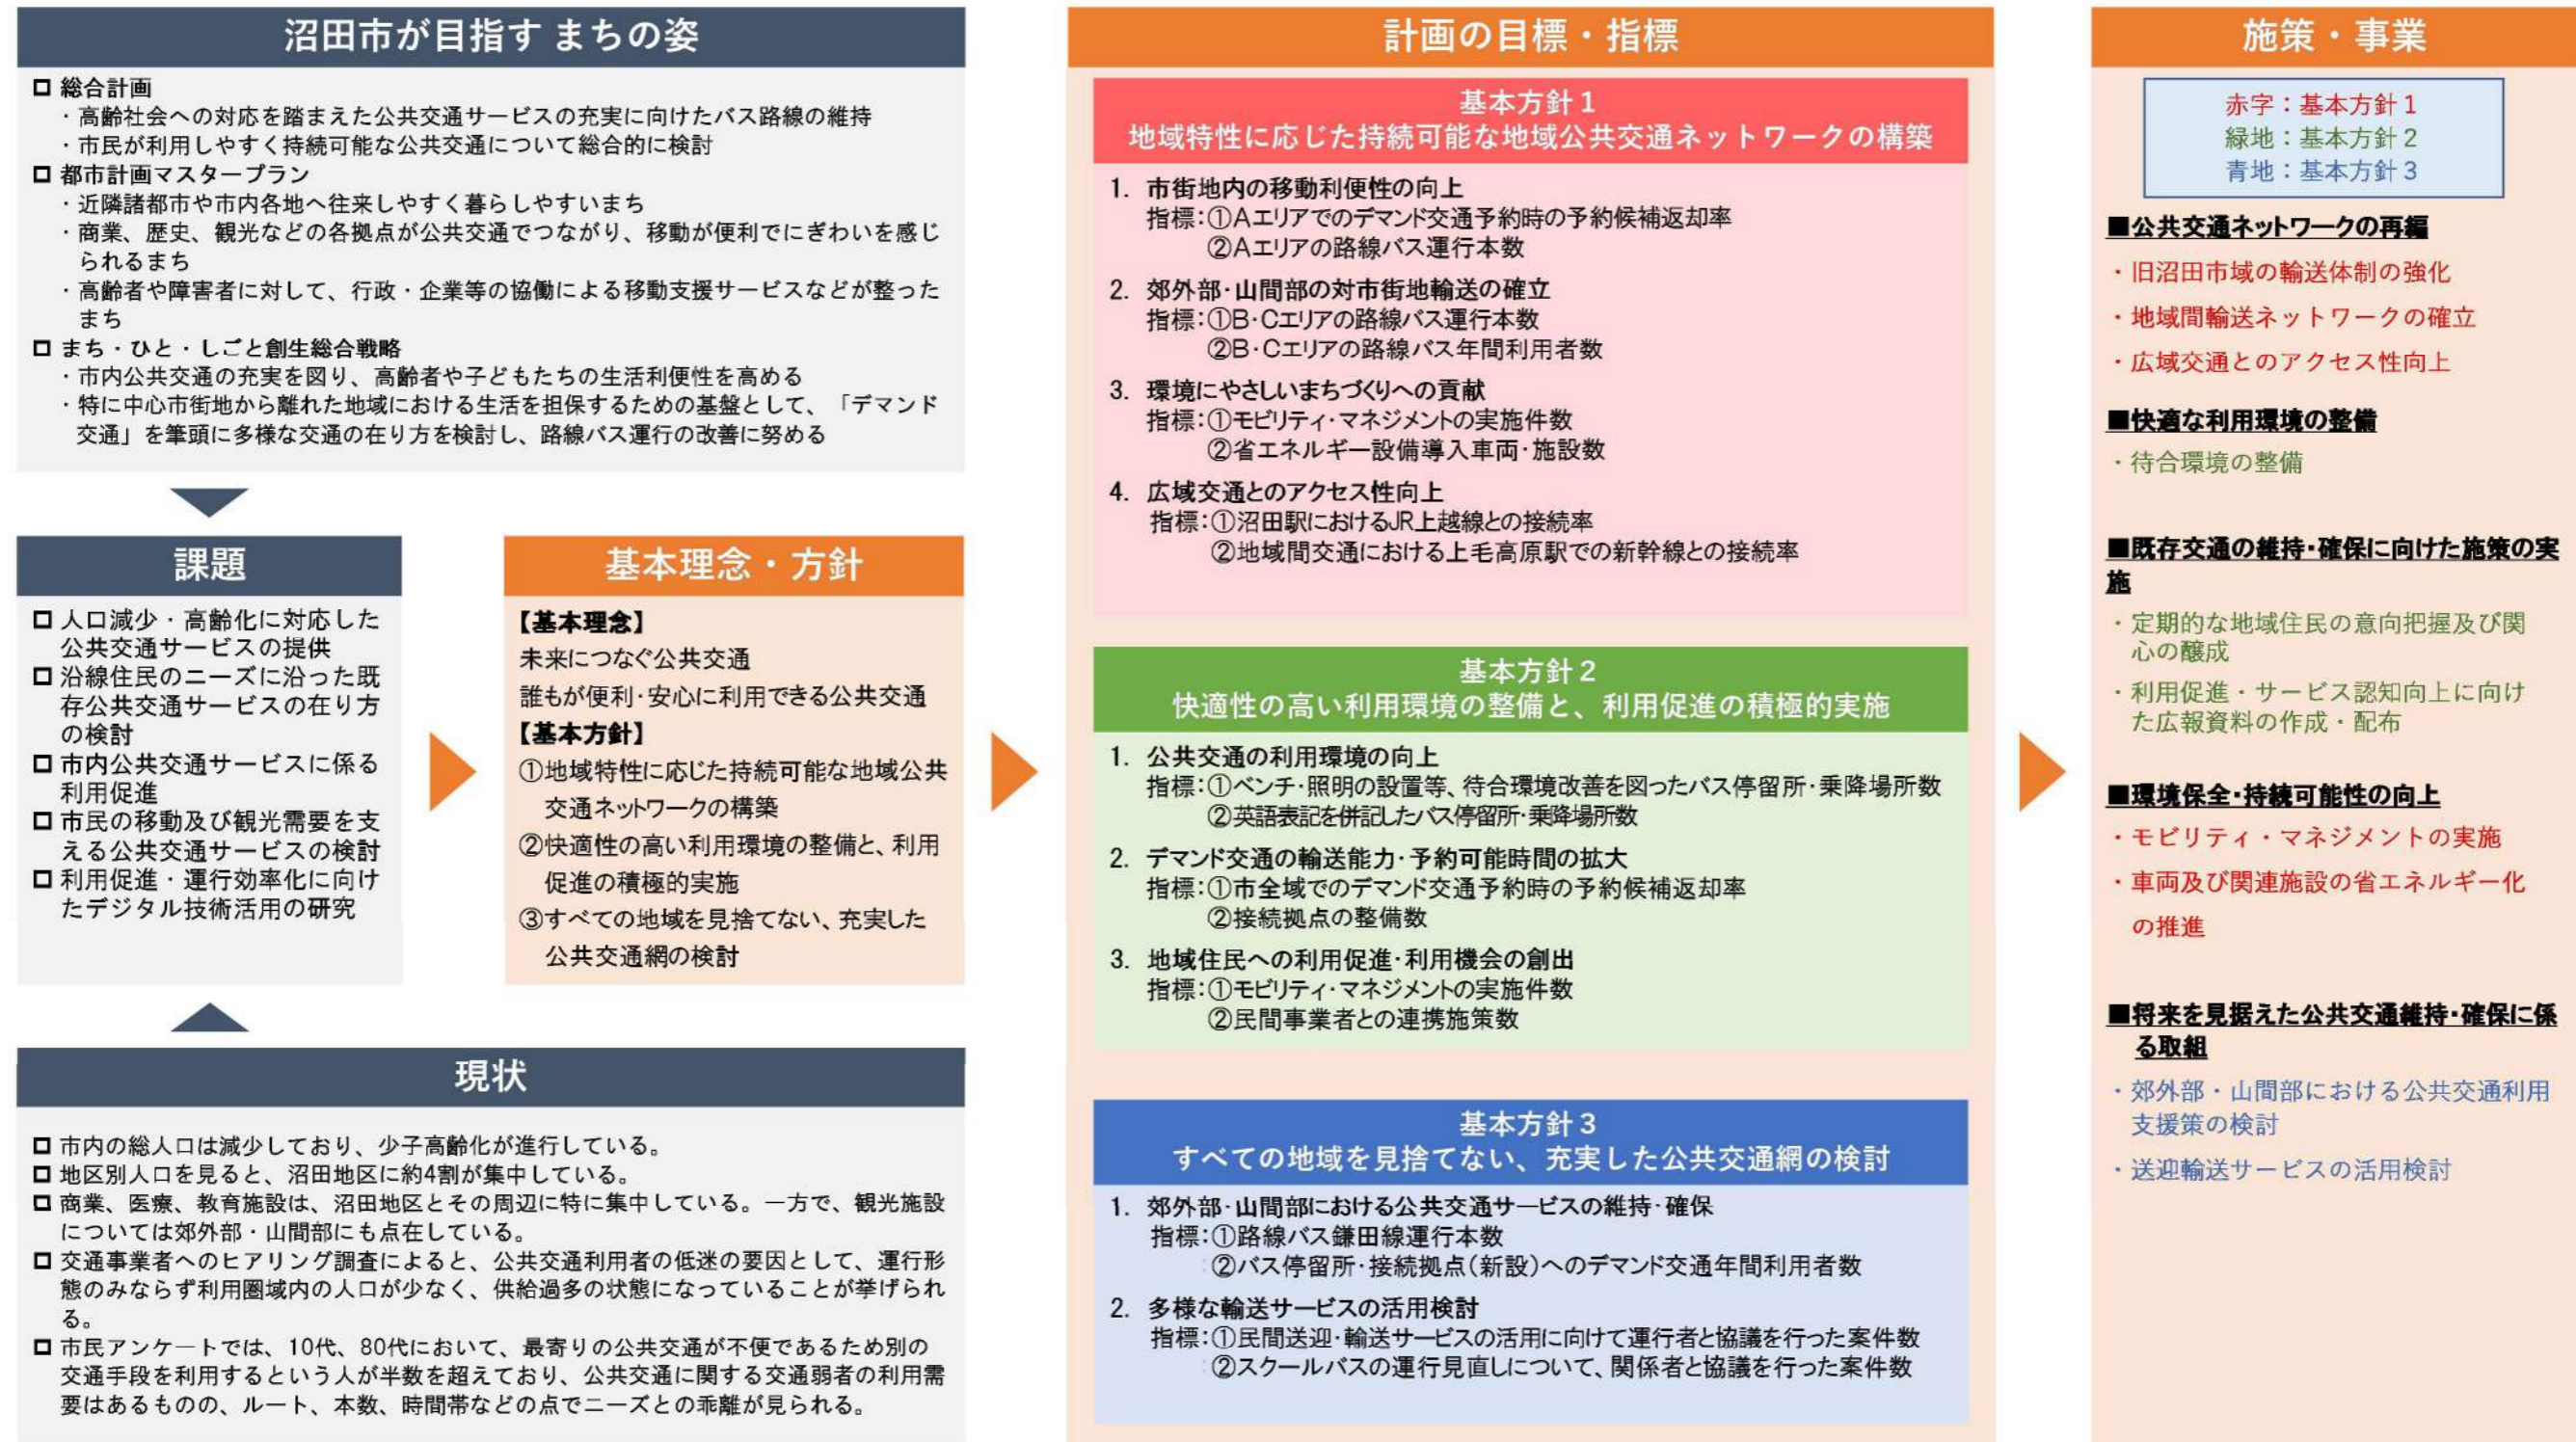 沼田市が目指す まちの姿
□ 総合計画
・高齢社会への対応を踏まえた公共交通サービスの充実に向けたバス路線の維持
・市民が利用しやすく持続可能な公共交通について総合的に検討
□ 都市計画マスタープラン
・近隣諸都市や市内各地へ往来しやすく暮らしやすいまち
・商業、歴史、観光などの各拠点が公共交通でつながり、移動が便利でにぎわいを感じ
られるまち
・高齢者や障害者に対して、行政・企業等の協働による移動支援サービスなどが整った
まち
□ まち・ひと・しごと創生総合戦略
・市内公共交通の充実を図り、高齢者や子どもたちの生活利便性を高める
・特に中心市街地から離れた地域における生活を担保するための基盤として、「デマンド
交通」を筆頭に多様な交通の在り方を検討し、路線バス運行の改善に努める
課題
□ 人口減少・高齢化に対応した
公共交通サービスの提供
□ 沿線住民のニーズに沿った既
存公共交通サービスの在り方
の検討
□ 市内公共交通サービスに係る
利用促進
□ 市民の移動及び観光需要を支
える公共交通サービスの検討
□ 利用促進・運行効率化に向け
たデジタル技術活用の研究
現状
□ 市内の総人口は減少しており、少子高齢化が進行している。
□ 地区別人口を見ると、沼田地区に約4割が集中している。
□ 商業、医療、教育施設は、沼田地区とその周辺に特に集中している。一方で、観光施設
については郊外部・山間部にも点在している。
□ 交通事業者へのヒアリング調査によると、公共交通利用者の低迷の要因として、運行形
態のみならず利用圏域内の人口が少なく、供給過多の状態になっていることが挙げられ
る。
□ 市民アンケートでは、10代、80代において、最寄りの公共交通が不便であるため別の
交通手段を利用するという人が半数を超えており、公共交通に関する交通弱者の利用需
要はあるものの、ルート、本数、時間帯などの点でニーズとの乖離が見られる。
基本理念・方針
【基本理念】
未来につなぐ公共交通
誰もが便利・安心に利用できる公共交通
【基本方針】
①地域特性に応じた持続可能な地域公共
交通ネットワークの構築
②快適性の高い利用環境の整備と、利用
促進の積極的実施
③すべての地域を見捨てない、充実した
公共交通網の検討
計画の目標・指標
基本方針1
地域特性に応じた持続可能な地域公共交通ネットワークの構築
1. 市街地内の移動利便性の向上
指標：①Aエリアでのデマンド交通予約時の予約候補返却率
②Aエリアの路線バス運行本数
2. 郊外部・山間部の対市街地輸送の確立
指標：①B・Cエリアの路線バス運行本数
②B・Cエリアの路線バス年間利用者数
3. 環境にやさしいまちづくりへの貢献
指標：①モビリティ・マネジメントの実施件数
②省エネルギー設備導入車両・施設数
4. 広域交通とのアクセス性向上
指標：①沼田駅におけるJR上越線との接続率
②地域間交通における上毛高原駅での新幹線との接続率
基本方針2
快適性の高い利用環境の整備と、利用促進の積極的実施
1. 公共交通の利用環境の向上
指標：①ベンチ・照明の設置等、待合環境改善を図ったバス停留所・乗降場所数
②英語表記を併記したバス停留所・乗降場所数
2. デマンド交通の輸送能力・予約可能時間の拡大
指標：①市全域でのデマンド交通予約時の予約候補返却率
②接続拠点の整備数
3. 地域住民への利用促進・利用機会の創出
指標：①モビリティ・マネジメントの実施件数
②民間事業者との連携施策数
基本方針3
すべての地域を見捨てない、充実した公共交通網の検討
1. 郊外部・山間部における公共交通サービスの維持・確保
指標：①路線バス鎌田線運行本数
②バス停留所・接続拠点（新設）へのデマンド交通年間利用者数
2. 多様な輸送サービスの活用検討
指標：①民間送迎・輸送サービスの活用に向けて運行者と協議を行った案件数
②スクールバスの運行見直しについて、関係者と協議を行った案件数
施策・事業
赤字：基本方針1
緑地：基本方針2
青地：基本方針3
■公共交通ネットワークの再編
・旧沼田市域の輸送体制の強化
・地域間輸送ネットワークの確立
・広域交通とのアクセス性向上
■快適な利用環境の整備
・待合環境の整備
■既存交通の維持・確保に向けた施策の実
施
・定期的な地域住民の意向把握及び関
心の醸成
・利用促進・サービス認知向上に向け
た広報資料の作成・配布
■環境保全・持続可能性の向上
・モビリティ・マネジメントの実施
・車両及び関連施設の省エネルギー化
の推進
■将来を見据えた公共交通維持・確保に係
る取組
・郊外部・山間部における公共交通利用
支援策の検討
・送迎輸送サービスの活用検討